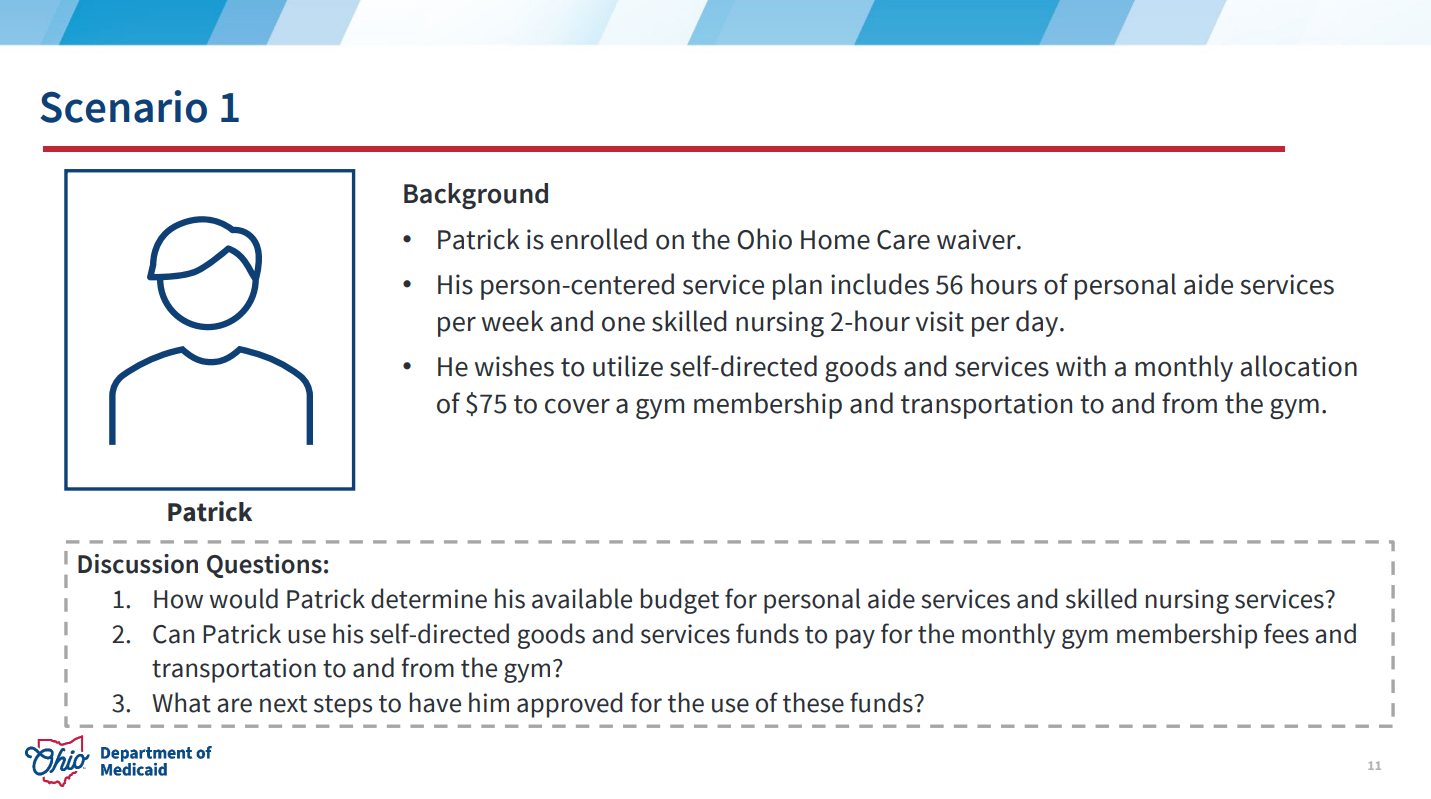 Scenario 1
Background
• Patrick is enrolled on the Ohio Home Care waiver.
• His person-centered service plan includes 56 hours of personal aide services
per week and one skilled nursing 2-hour visit per day.
• He wishes to utilize self-directed goods and services with a monthly allocation
of $75 to cover a gym membership and transportation to and from the gym.
Patrick
Discussion Questions:
1. How would Patrick determine his available budget for personal aide services and skilled nursing services?
2. Can Patrick use his self-directed goods and services funds to pay for the monthly gym membership fees and
transportation to and from the gym?
3. What are next steps to have him approved for the use of these funds?
Ohio
Department of
Medicaid
11